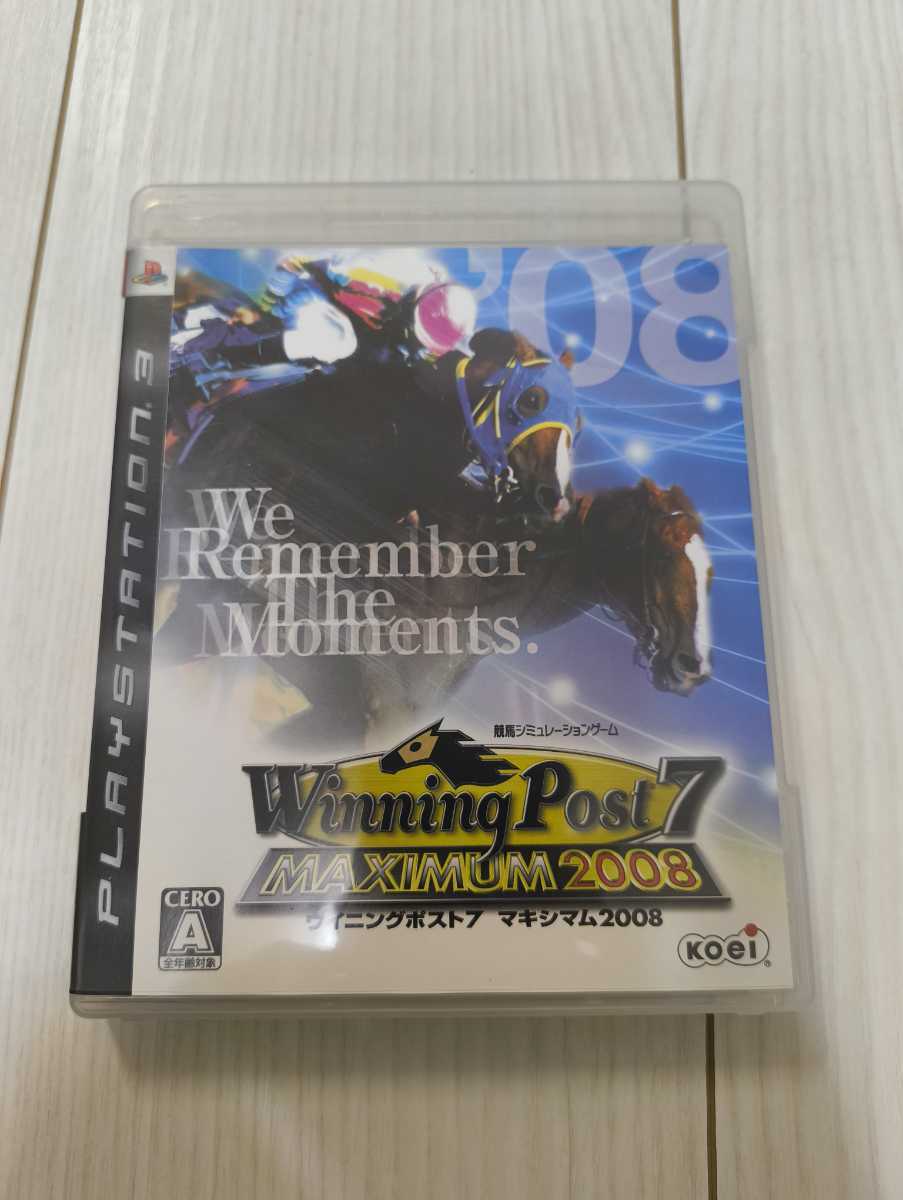 PLAYSTATION 3
'08
We
Remember
The
Moments.
競馬シミュレーションゲーム
Winning Post 7
MAXIMUM 2008
ウイニングポスト7 マキシマム2008
CERO
A
全年齢対象
KOEI®